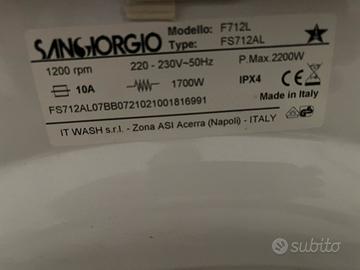 SANGIORGIO
Modello: F712L
Type: FS712AL
1200 rpm 220 - 230V~50Hz P.Max.2200W
10A 1700W IPX4 CE
FS712AL07BB0721021001816991
Made in Italy
IT WASH s.r.l. - Zona ASI Acerra (Napoli) - ITALY
subito